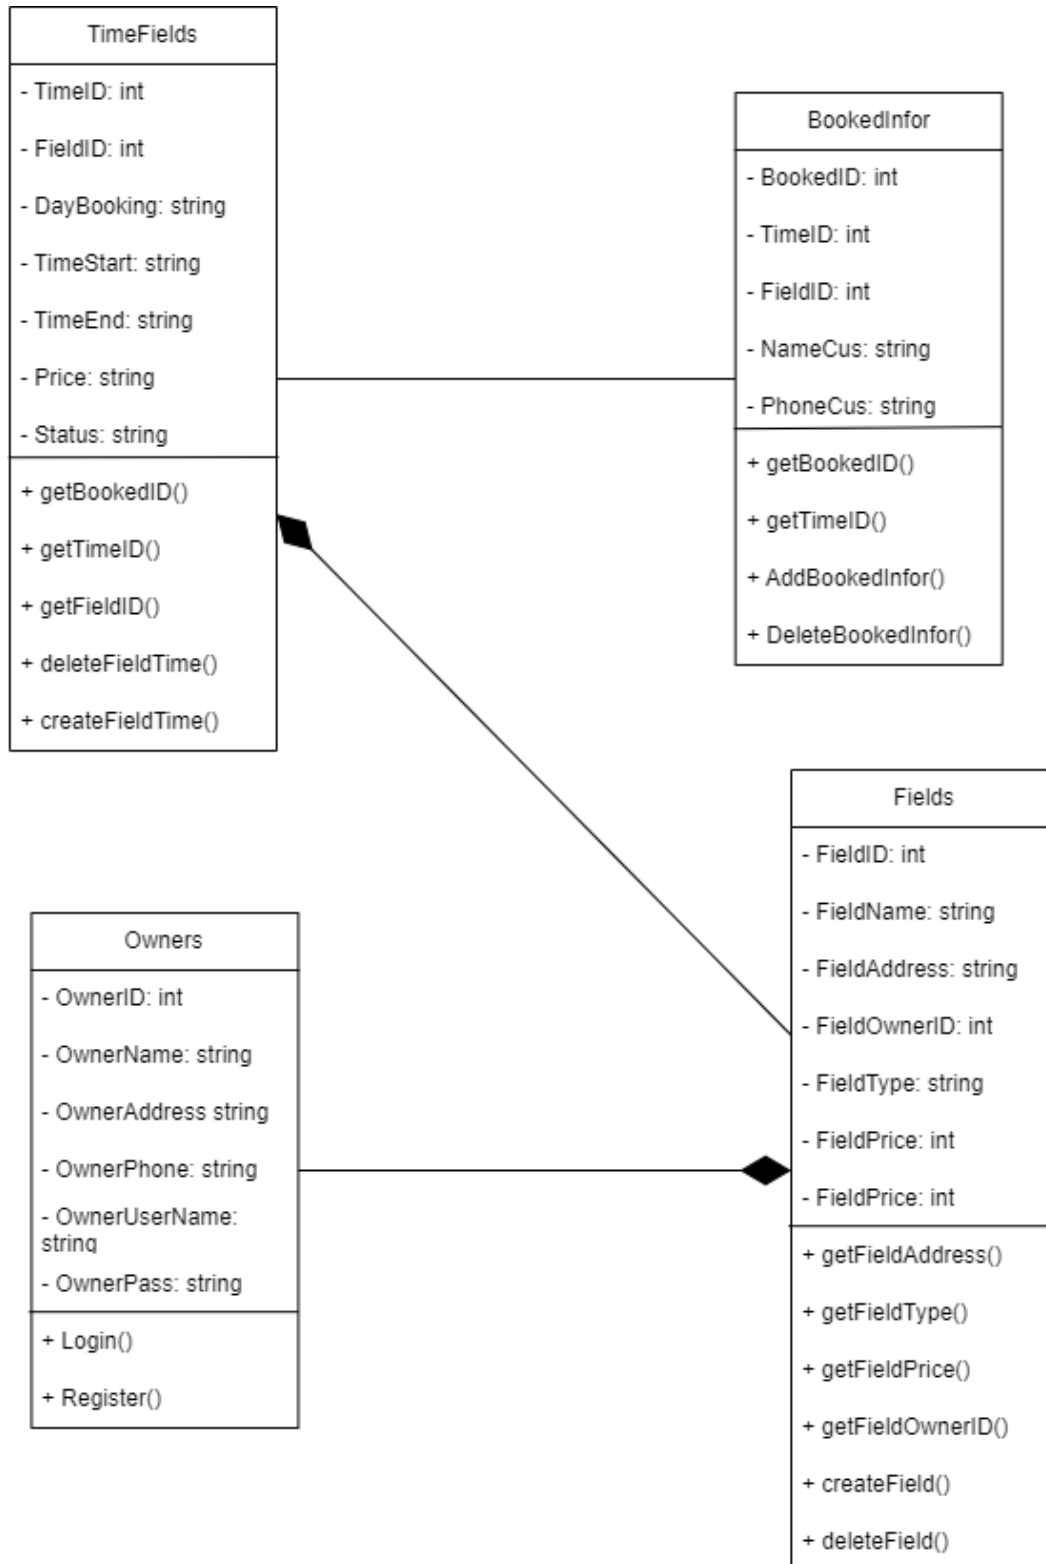 TimeFields
- TimeID: int
- FieldID: int
- DayBooking: string
- TimeStart: string
- TimeEnd: string
- Price: string
- Status: string
+ getBookedID()
+ getTimeID()
+ getFieldID()
+ deleteFieldTime()
+ createFieldTime()
BookedInfor
- BookedID: int
- TimeID: int
- FieldID: int
- NameCus: string
- PhoneCus: string
+ getBookedID()
+ getTimeID()
+ AddBookedInfor()
+ DeleteBookedInfor()
Owners
- OwnerID: int
- OwnerName: string
- OwnerAddress string
- OwnerPhone: string
- OwnerUserName:
string
- OwnerPass: string
+ Login()
+ Register()
Fields
- FieldID: int
- FieldName: string
- FieldAddress: string
- FieldOwnerID: int
- FieldType: string
- FieldPrice: int
- FieldPrice: int
+ getFieldAddress()
+ getFieldType()
+ getFieldPrice()
+ getFieldOwnerID()
+ createField()
+ deleteField()